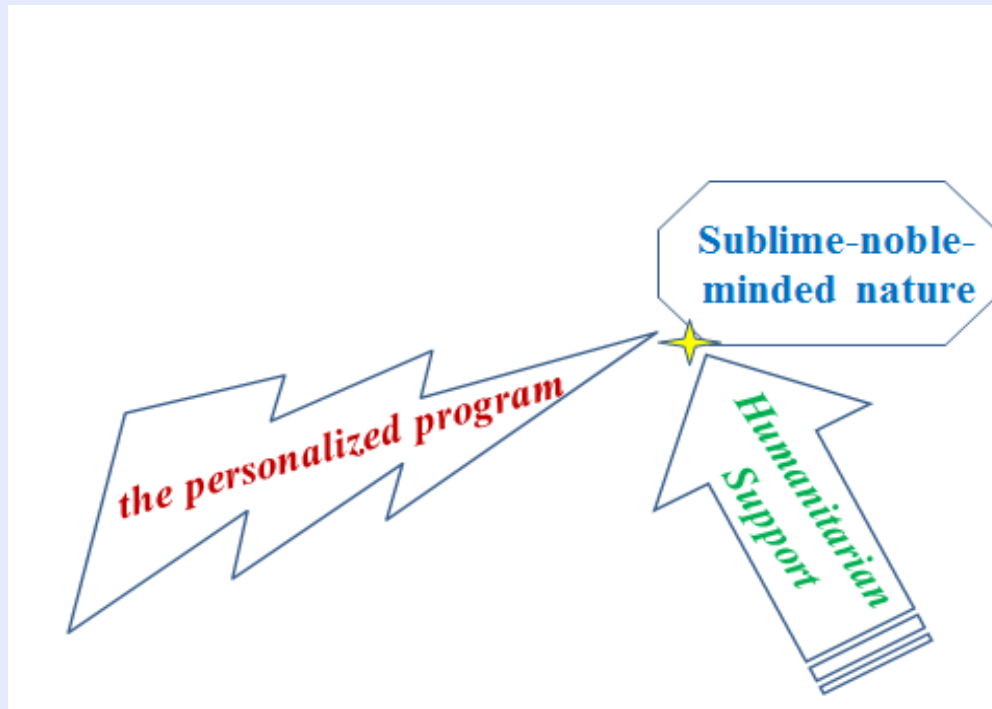 Sublime-noble-
minded nature
the personalized program
Humanitarian
Support